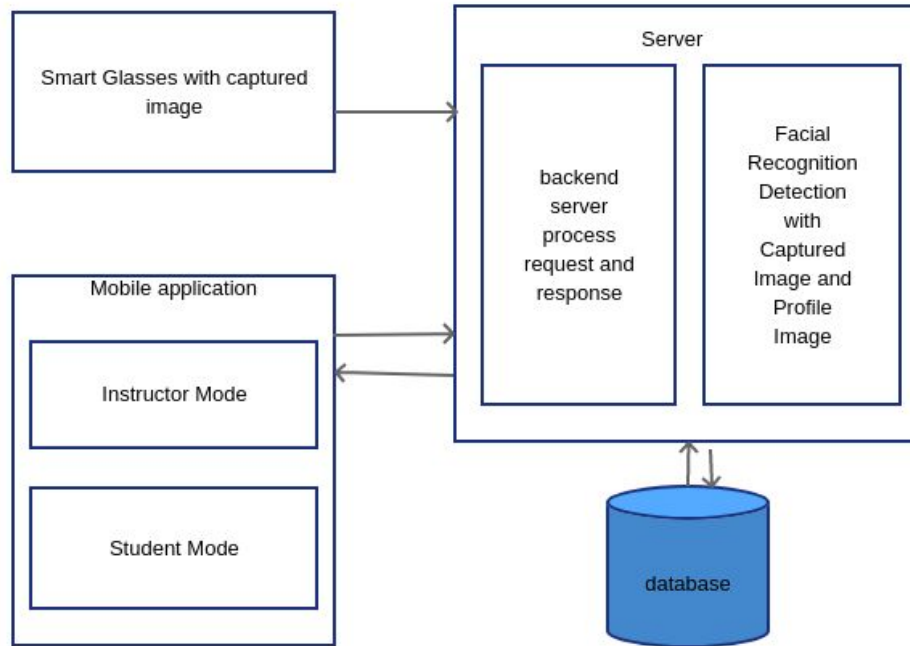 Smart Glasses with captured
image
Server
backend
server
process
request and
response
Facial
Recognition
Detection
with
Captured
Image and
Profile
Image
Mobile application
Instructor Mode
Student Mode
database